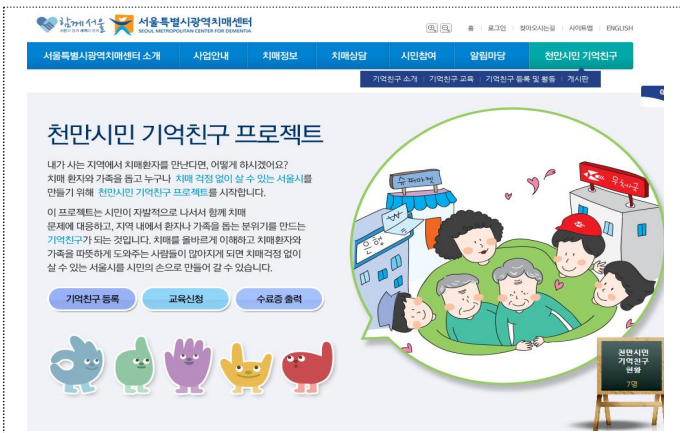 함께서울
서울특별시광역치매센터
SEOUL METROPOLITAN CENTER FOR DEMENTIA
홈 로그인 찾아오시는길 사이트맵 ENGLISH
서울특별시광역치매센터 소개 사업안내 치매정보 치매상담 시민참여 알림마당 천만시민 기억친구
기억친구 소개 기억친구 교육 기억친구 등록 및 활동 게시판
천만시민 기억친구 프로젝트
내가 사는 지역에서 치매환자를 만난다면, 어떻게 하시겠어요?
치매 환자와 가족을 돕고 누구나 치매 걱정 없이 살 수 있는 서울시를
만들기 위해 천만시민 기억친구 프로젝트를 시작합니다.
이 프로젝트는 시민이 자발적으로 나서서 함께 치매
문제에 대응하고, 지역 내에서 환자나 가족을 돕는 분위기를 만드는
기억친구가 되는 것입니다. 치매를 올바르게 이해하고 치매환자와
가족을 따뜻하게 도와주는 사람들이 많아지게 되면 치매걱정 없이
살 수 있는 서울시를 시민의 손으로 만들어 갈 수 있습니다.
기억친구 등록 교육신청 수료증 출력
슈퍼마켓
우체국
은행
천만시민
기억친구
현황
7명